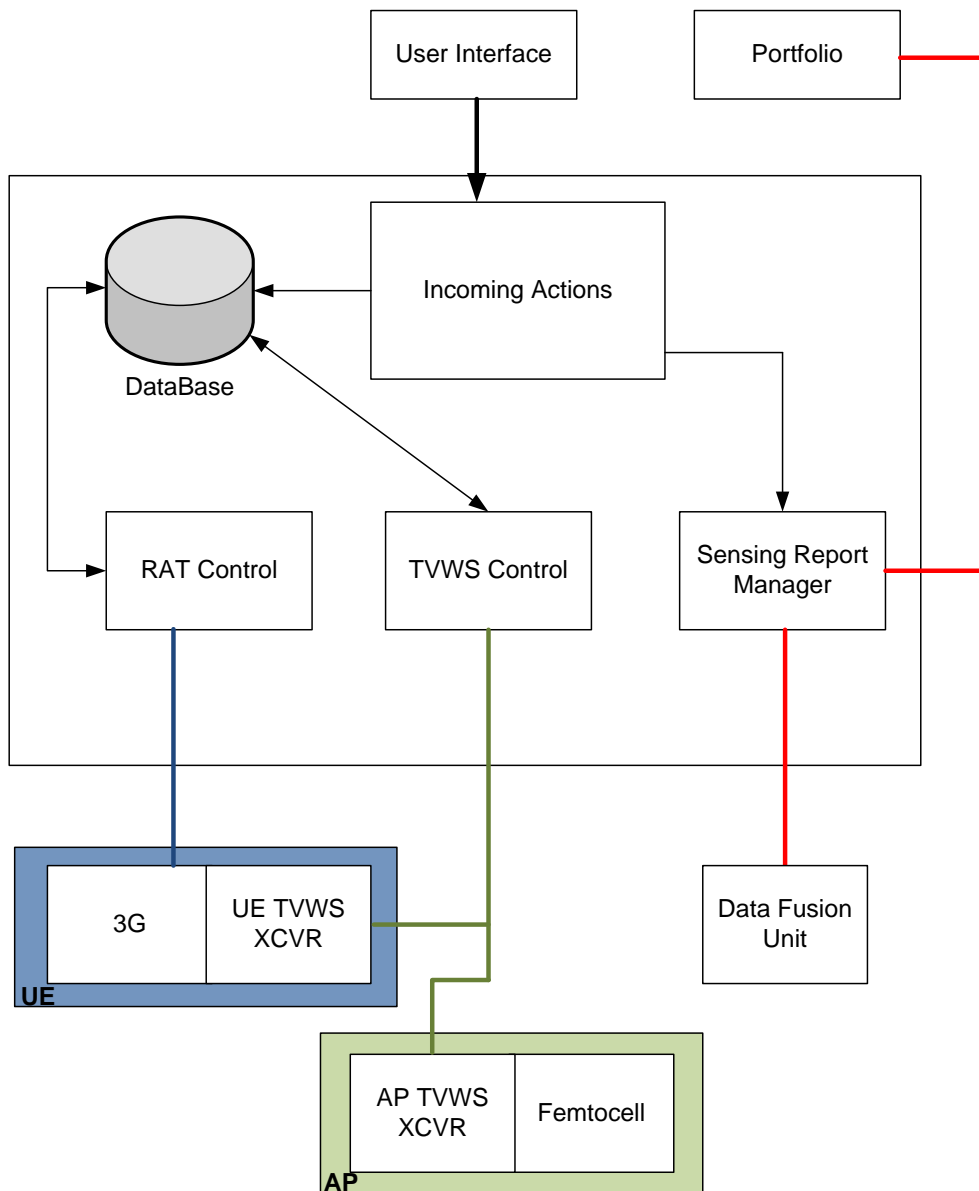 User Interface
Portfolio
Incoming Actions
DataBase
RAT Control
TVWS Control
Sensing Report
Manager
3G
UE TVWS
XCVR
UE
Data Fusion
Unit
AP TVWS
XCVR
Femtocell
AP